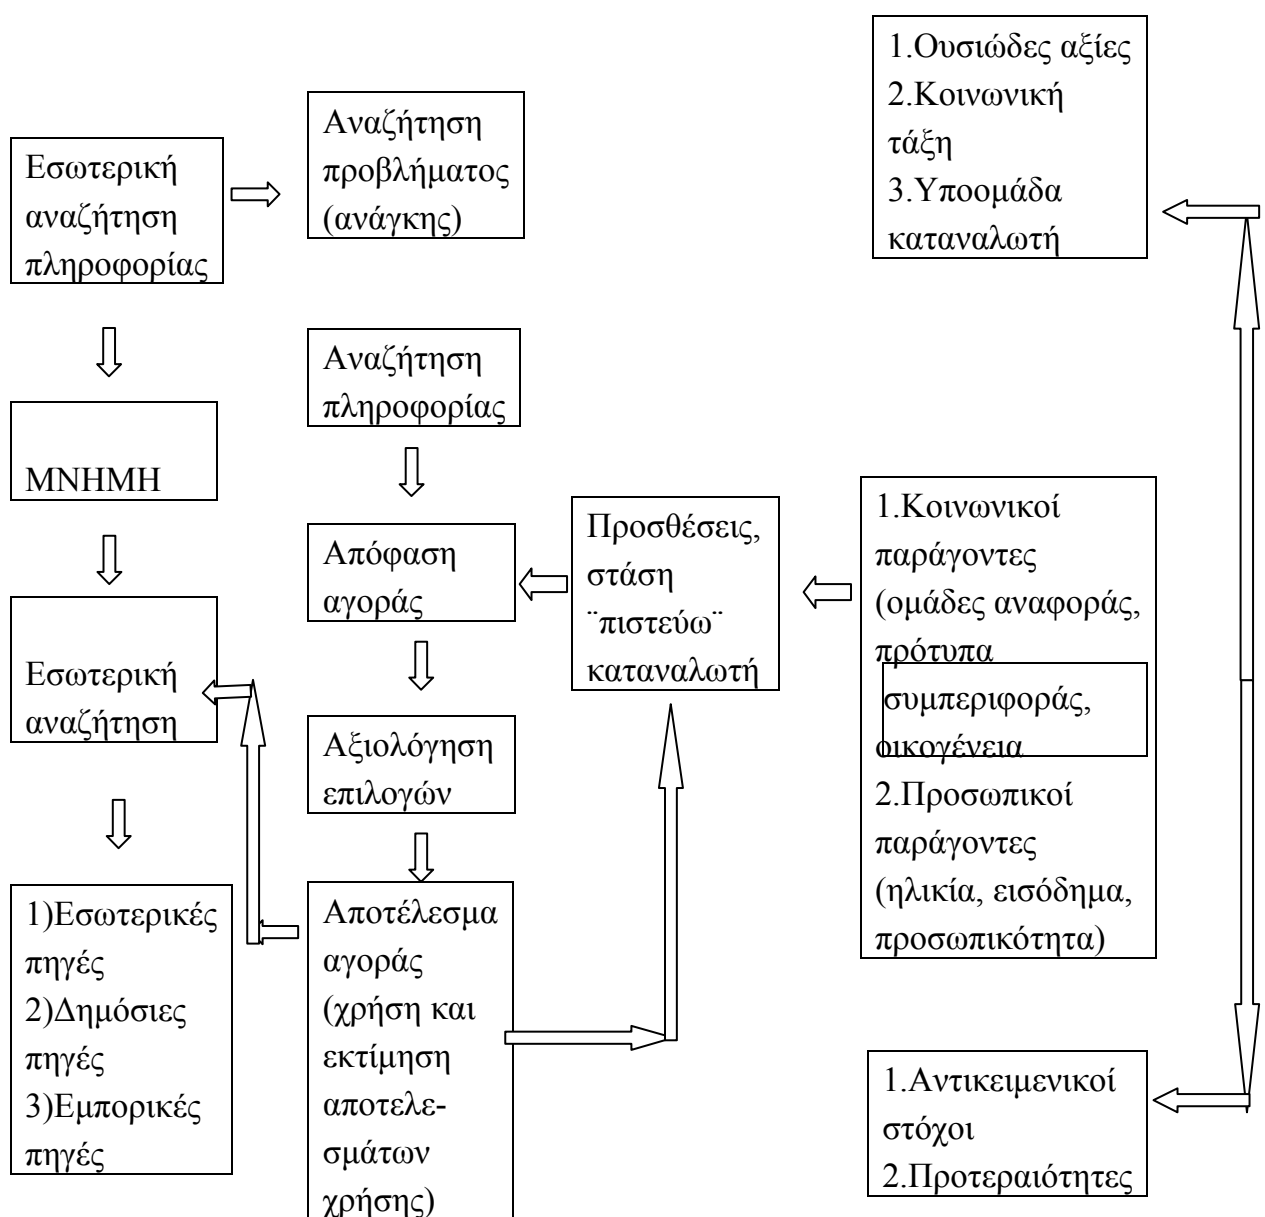 Εσωτερική
αναζήτηση
πληροφορίας
Αναζήτηση
προβλήματος
(ανάγκης)
1.Ουσιώδες αξίες
2.Κοινωνική
τάξη
3.Υποομάδα
καταναλωτή
ΜΝΗΜΗ
Αναζήτηση
πληροφορίας
Εσωτερική
αναζήτηση
Απόφαση
αγοράς
Προσθέσεις,
στάση
¨πιστεύω¨
καταναλωτή
1.Κοινωνικοί
παράγοντες
(ομάδες αναφοράς,
πρότυπα
συμπεριφοράς,
οικογένεια
2.Προσωπικοί
παράγοντες
(ηλικία, εισόδημα,
προσωπικότητα)
Αξιολόγηση
επιλογών
1)Εσωτερικές
πηγές
2)Δημόσιες
πηγές
3)Εμπορικές
πηγές
Αποτέλεσμα
αγοράς
(χρήση και
εκτίμηση
αποτελε-
σμάτων
χρήσης)
1.Αντικειμενικοί
στόχοι
2.Προτεραιότητες